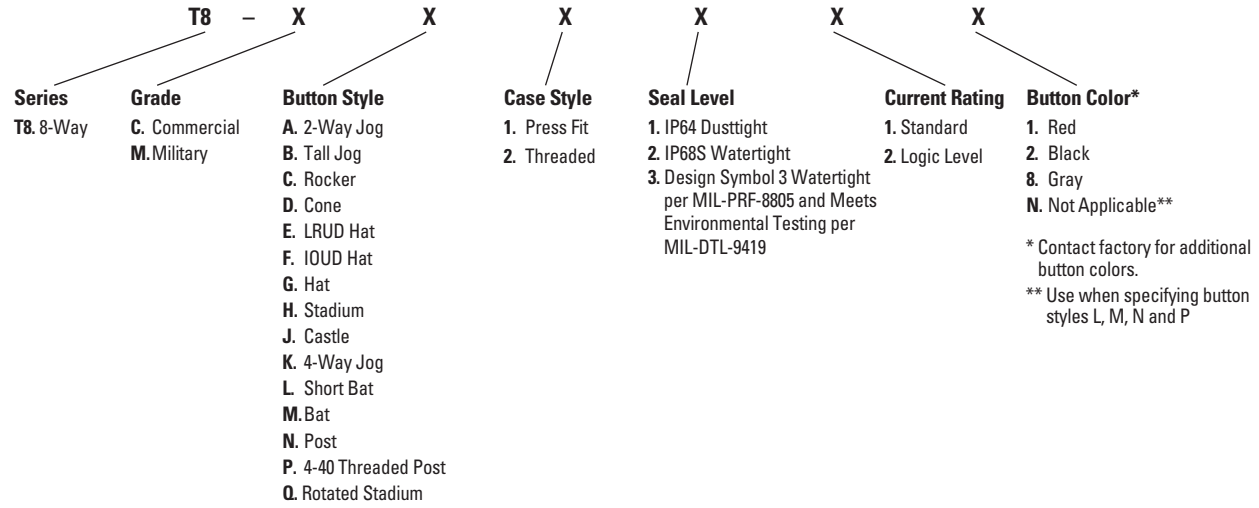 T8 – X X X X X X
Series
T8. 8-Way
Grade
C. Commercial
M. Military
Button Style
A. 2-Way Jog
B. Tall Jog
C. Rocker
D. Cone
E. LRUD Hat
F. IOUD Hat
G. Hat
H. Stadium
J. Castle
K. 4-Way Jog
L. Short Bat
M. Bat
N. Post
P. 4-40 Threaded Post
Q. Rotated Stadium
Case Style
1. Press Fit
2. Threaded
Seal Level
1. IP64 Dusttight
2. IP68S Watertight
3. Design Symbol 3 Watertight
per MIL-PRF-8805 and Meets
Environmental Testing per
MIL-DTL-9419
Current Rating
1. Standard
2. Logic Level
Button Color*
1. Red
2. Black
8. Gray
N. Not Applicable**
* Contact factory for additional
button colors.
** Use when specifying button
styles L, M, N and P